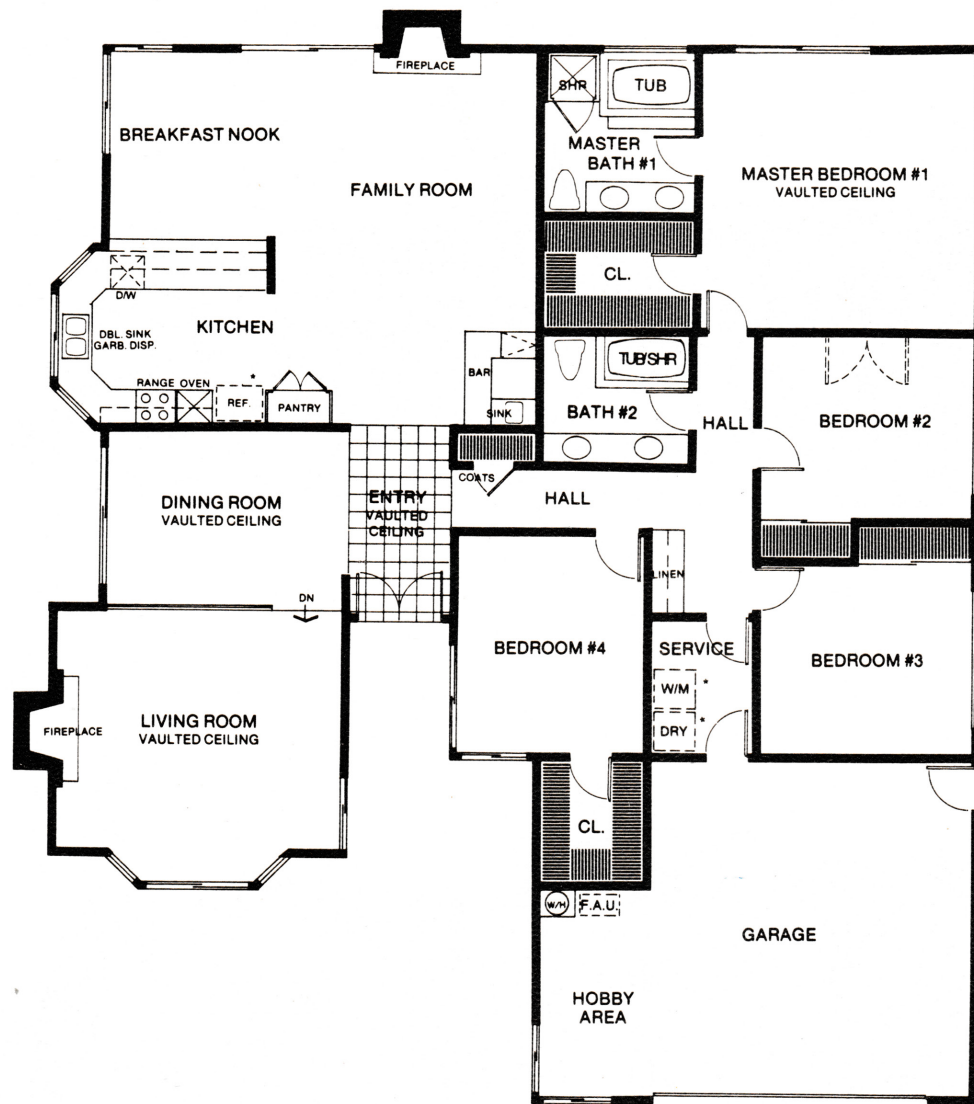 FIREPLACE
SHR
TUB
BREAKFAST NOOK
MASTER
BATH #1
FAMILY ROOM
MASTER BEDROOM #1
VAULTED CEILING
CL.
D/W
KITCHEN
DBL. SINK
GARB. DISP.
RANGE OVEN
*
REF.
PANTRY
BAR
SINK
TUB/SHR
BATH #2
HALL
BEDROOM #2
COATS
HALL
DINING ROOM
VAULTED CEILING
ENTRY
VAULTED
CEILING
LINEN
DN
BEDROOM #4
SERVICE
BEDROOM #3
W/M *
DRY *
LIVING ROOM
VAULTED CEILING
FIREPLACE
CL.
W/H
F.A.U.
GARAGE
HOBBY
AREA